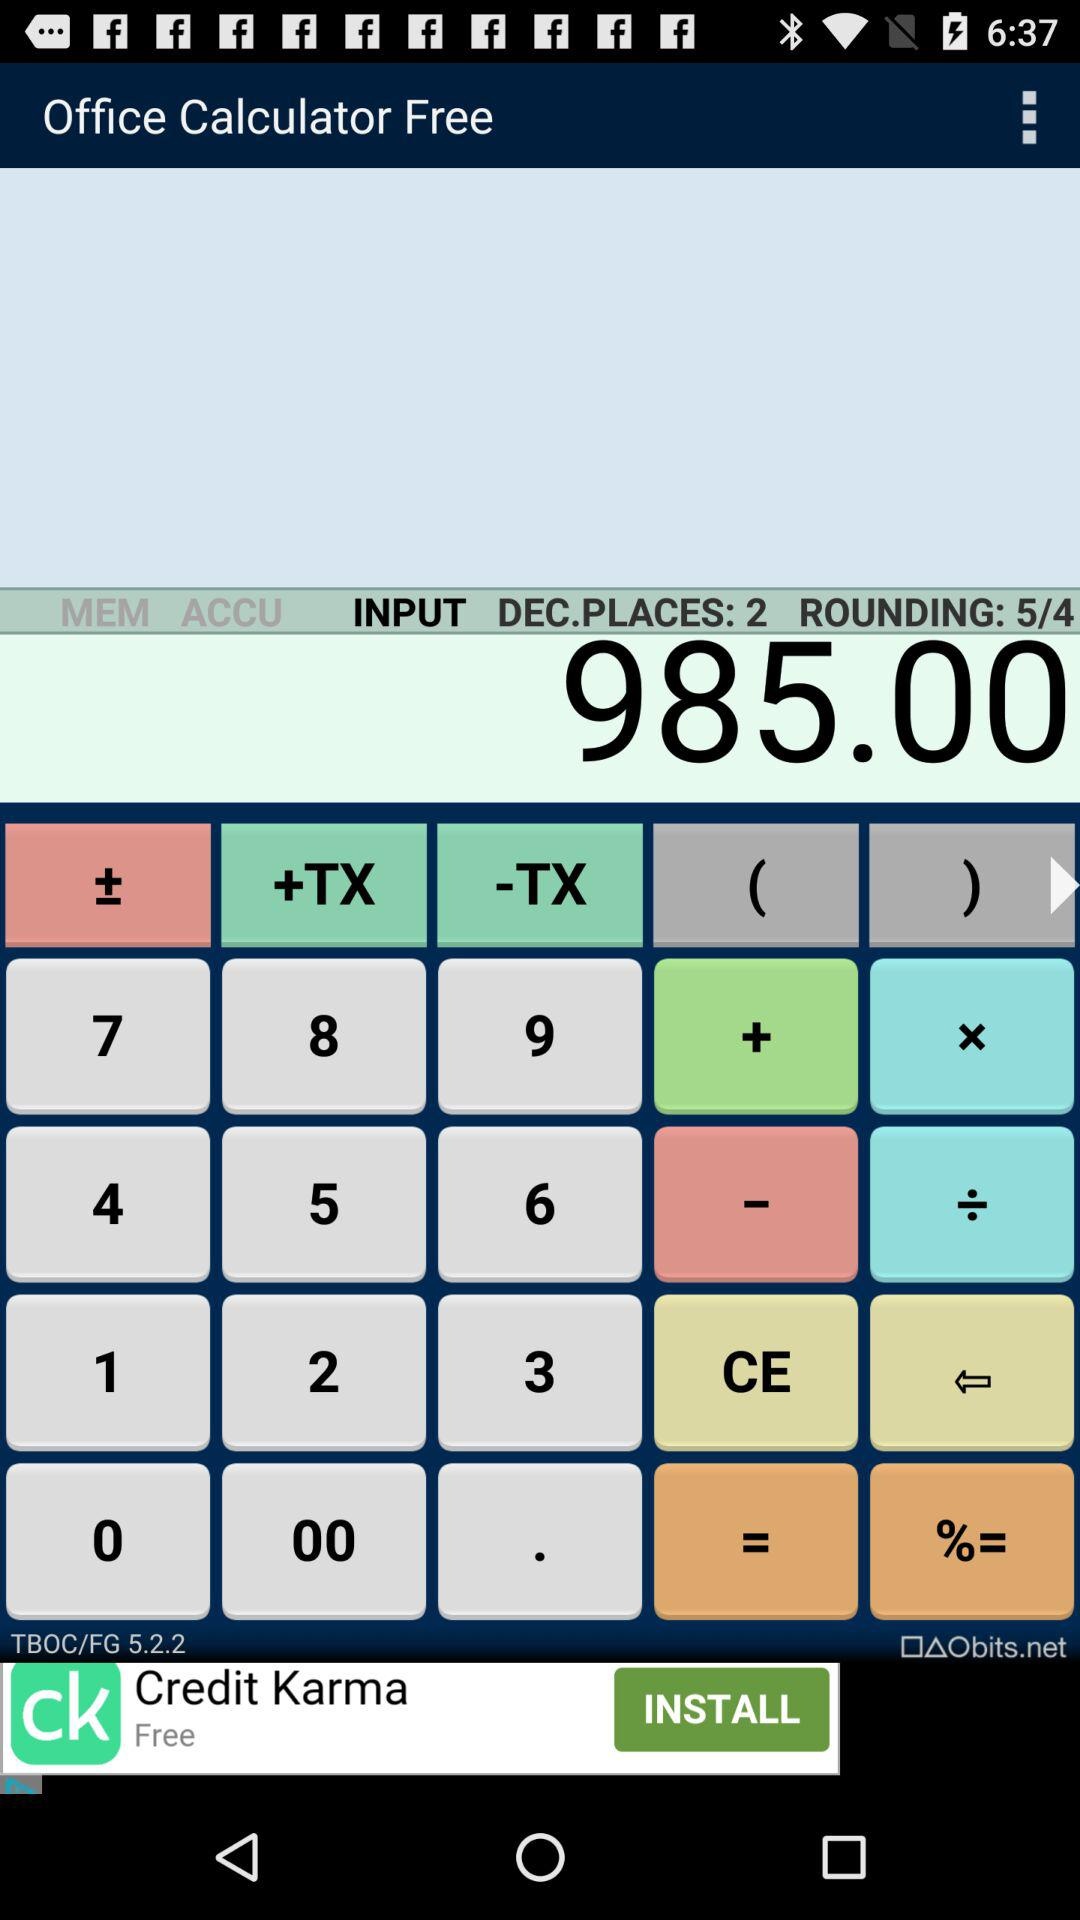 6:37
Office Calculator Free
MEM ACCU INPUT DEC.PLACES: 2 ROUNDING: 5/4
985.00
± +TX -TX ( )
7 8 9 + ×
4 5 6 − ÷
1 2 3 CE ⇦
0 00 . = %=
TBOC/FG 5.2.2 □△Obits.net
ck Credit Karma INSTALL
Free